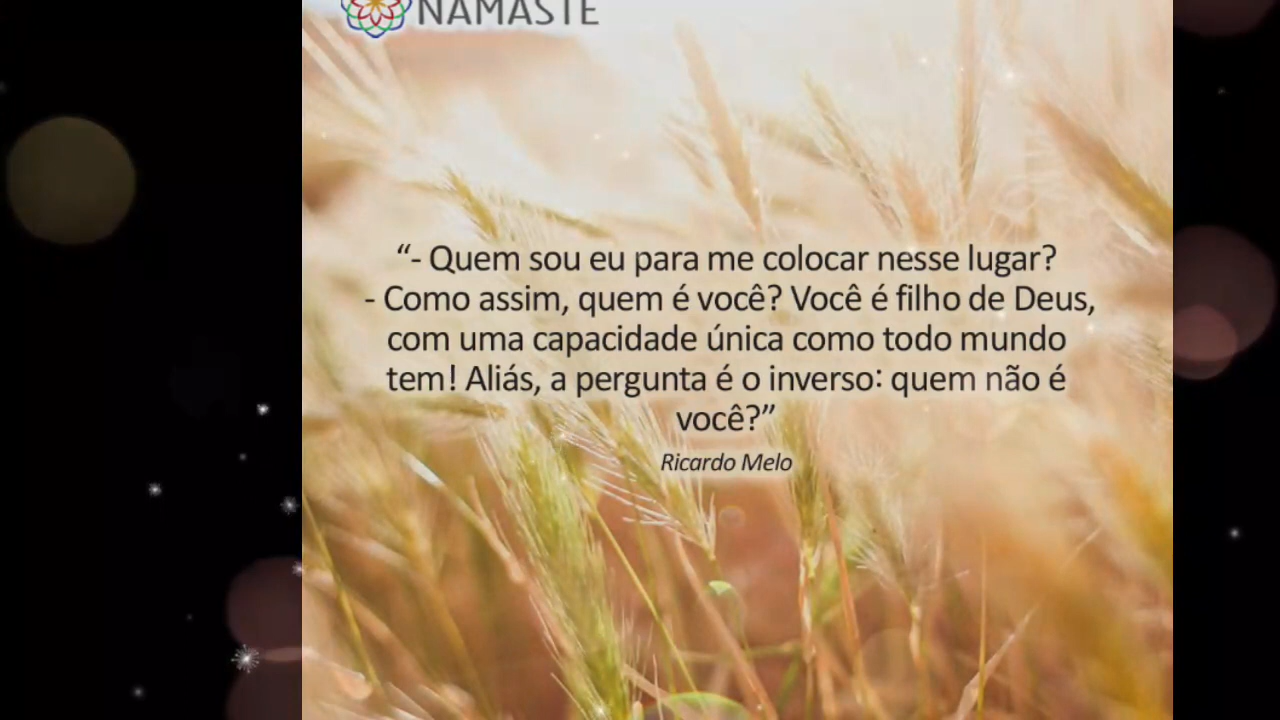 NAMASTE
“- Quem sou eu para me colocar nesse lugar?
- Como assim, quem é você? Você é filho de Deus,
com uma capacidade única como todo mundo
tem! Aliás, a pergunta é o inverso: quem não é
você?”
Ricardo Melo